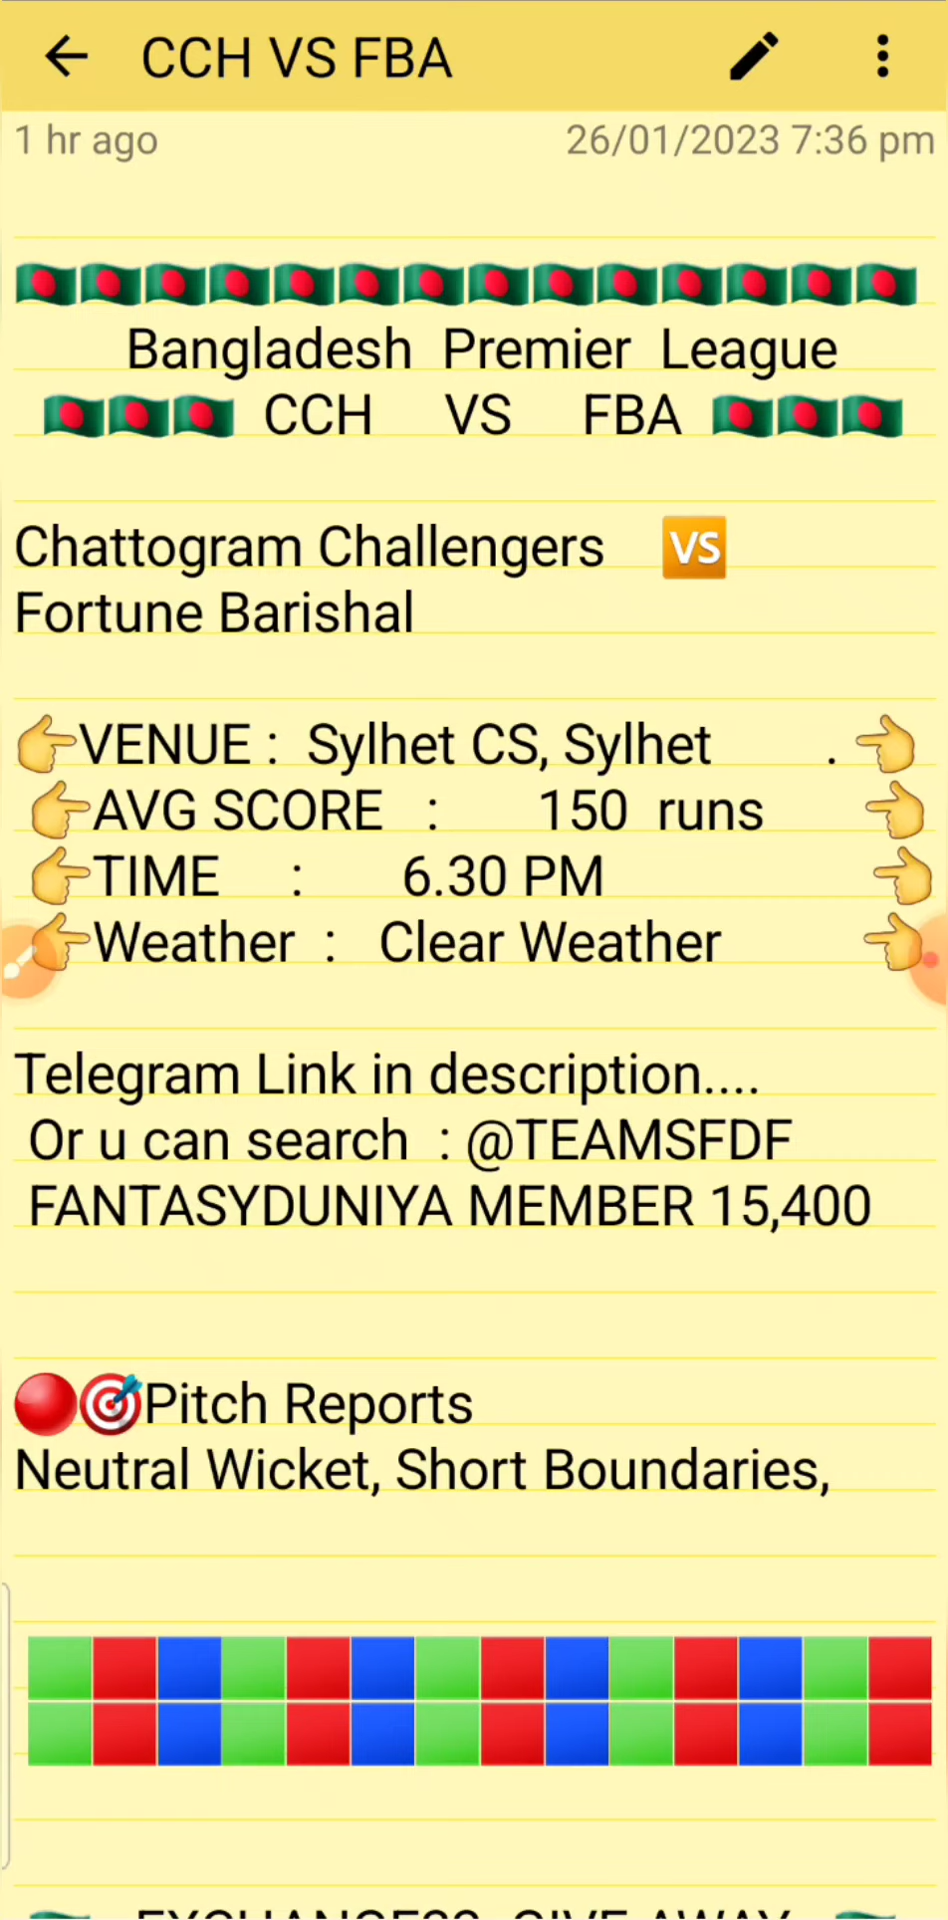 CCH VS FBA
1 hr ago 26/01/2023 7:36 pm
Bangladesh Premier League
CCH VS FBA
Chattogram Challengers VS
Fortune Barishal
VENUE : Sylhet CS, Sylhet .
AVG SCORE : 150 runs
TIME : 6.30 PM
Weather : Clear Weather
Telegram Link in description....
Or u can search : @TEAMSFDF
FANTASYDUNIYA MEMBER 15,400
Pitch Reports
Neutral Wicket, Short Boundaries,
GIVE AWAY